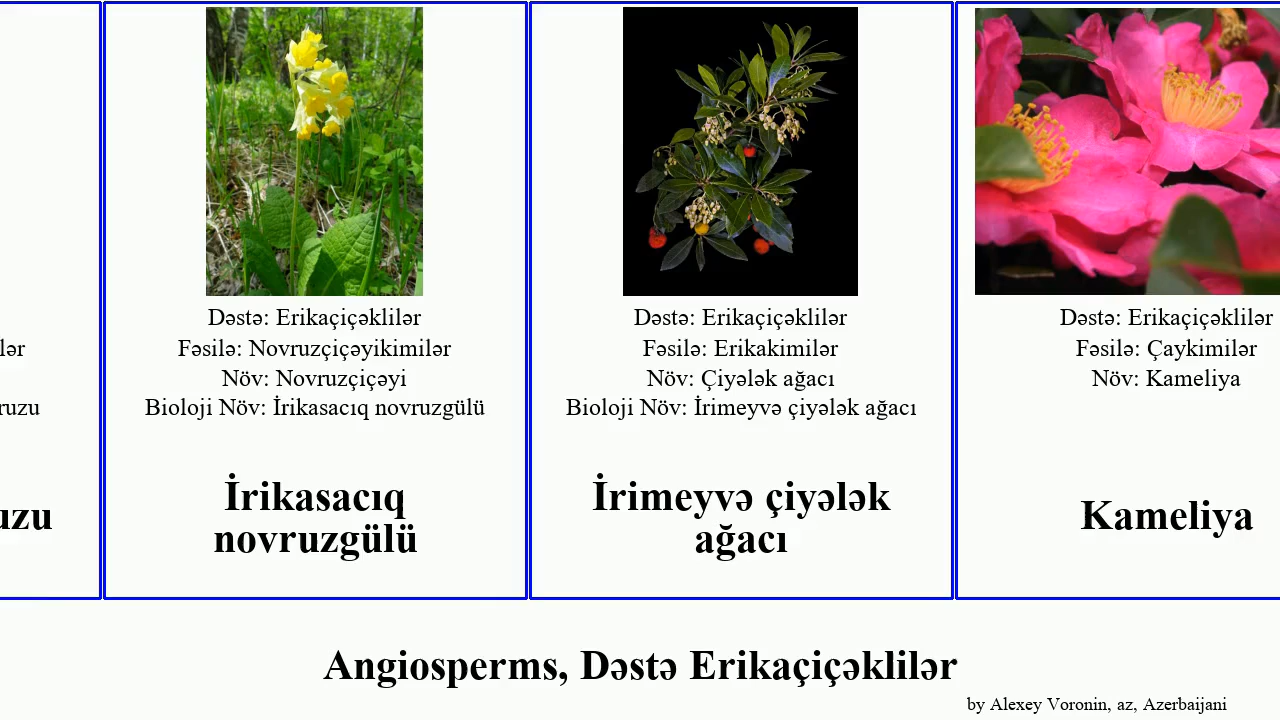 lər
ruzu
uzu
Dəstə: Erikaçiçəklilər
Fəsilə: Novruzçiçəyikimilər
Növ: Novruzçiçəyi
Bioloji Növ: İrikasacıq novruzgülü
İrikasacıq
novruzgülü
Dəstə: Erikaçiçəklilər
Fəsilə: Erikakimilər
Növ: Çiyələk ağacı
Bioloji Növ: İrimeyvə çiyələk ağacı
İrimeyvə çiyələk
ağacı
Dəstə: Erikaçiçəklilər
Fəsilə: Çaykimilər
Növ: Kameliya
Kameliya
Angiosperms, Dəstə Erikaçiçəklilər
by Alexey Voronin, az, Azerbaijani